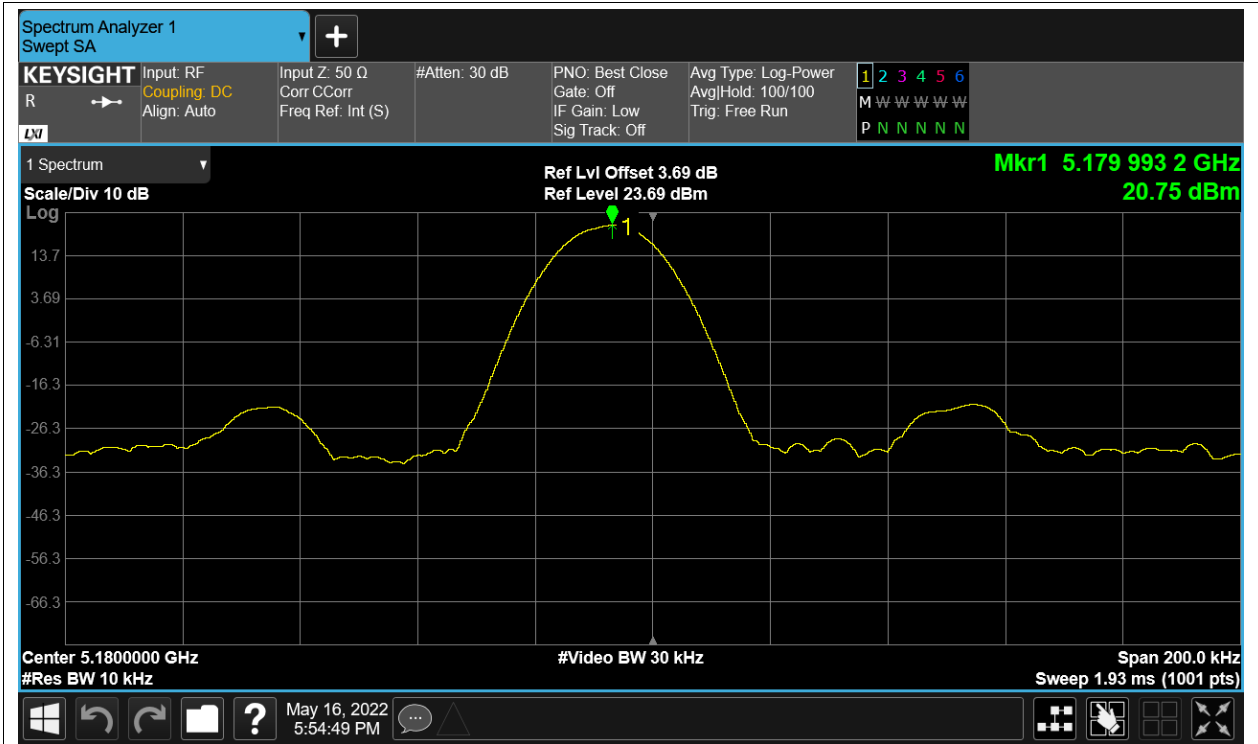 Spectrum Analyzer 1
Swept SA
KEYSIGHT
R
LXI
Input: RF
Coupling: DC
Align: Auto
Input Z: 50 Ω
Corr CCorr
Freq Ref: Int (S)
#Atten: 30 dB
PNO: Best Close
Gate: Off
IF Gain: Low
Sig Track: Off
Avg Type: Log-Power
Avg|Hold: 100/100
Trig: Free Run
1 2 3 4 5 6
M W W W W W
P N N N N N
1 Spectrum
Scale/Div 10 dB
Log
Ref Lvl Offset 3.69 dB
Ref Level 23.69 dBm
Mkr1 5.179 993 2 GHz
20.75 dBm
1
13.7
3.69
-6.31
-16.3
-26.3
-36.3
-46.3
-56.3
-66.3
Center 5.1800000 GHz
#Res BW 10 kHz
#Video BW 30 kHz
Span 200.0 kHz
Sweep 1.93 ms (1001 pts)
?
May 16, 2022
5:54:49 PM